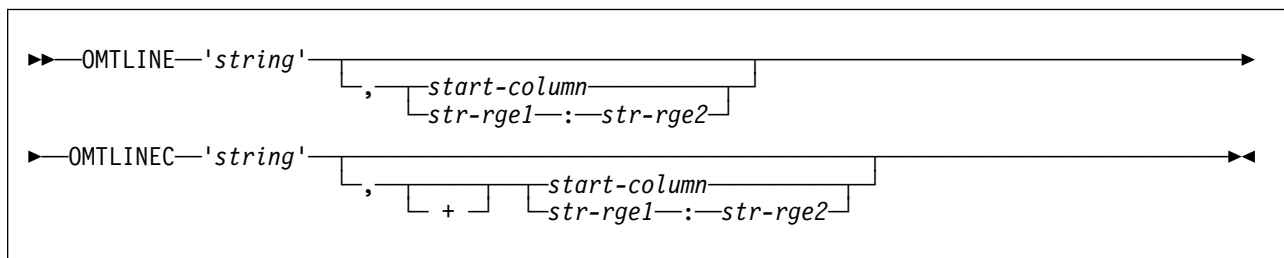 ►►──OMTLINE──'string'──►
, start-column
str-rge1──:──str-rge2
►──OMTLINEC──'string'──►◄
, + start-column
str-rge1──:──str-rge2